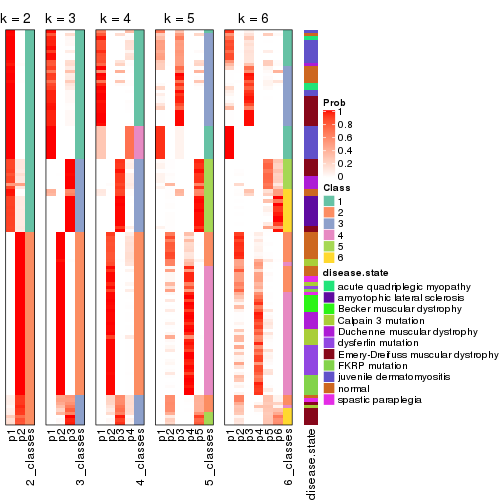 k = 2 k = 3 k = 4 k = 5 k = 6
Prob
1
0.8
0.6
0.4
0.2
0
Class
1
2
3
4
5
6
disease.state
acute quadriplegic myopathy
amyotophic lateral sclerosis
Becker muscular dystrophy
Calpain 3 mutation
Duchenne muscular dystrophy
dysferlin mutation
Emery-Dreifuss muscular dystrophy
FKRP mutation
juvenile dermatomyositis
normal
spastic paraplegia
p1 p2 2_classes p1 p2 p3 3_classes p1 p2 p3 p4 4_classes p1 p2 p3 p4 p5 5_classes p1 p2 p3 p4 p5 p6 6_classes disease.state